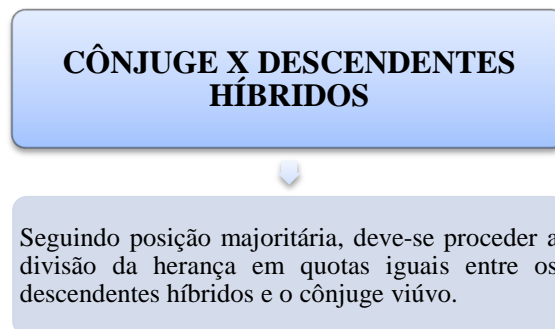 CÔNJUGE X DESCENDENTES
HÍBRIDOS
Seguindo posição majoritária, deve-se proceder a
divisão da herança em quotas iguais entre os
descendentes híbridos e o cônjuge viúvo.